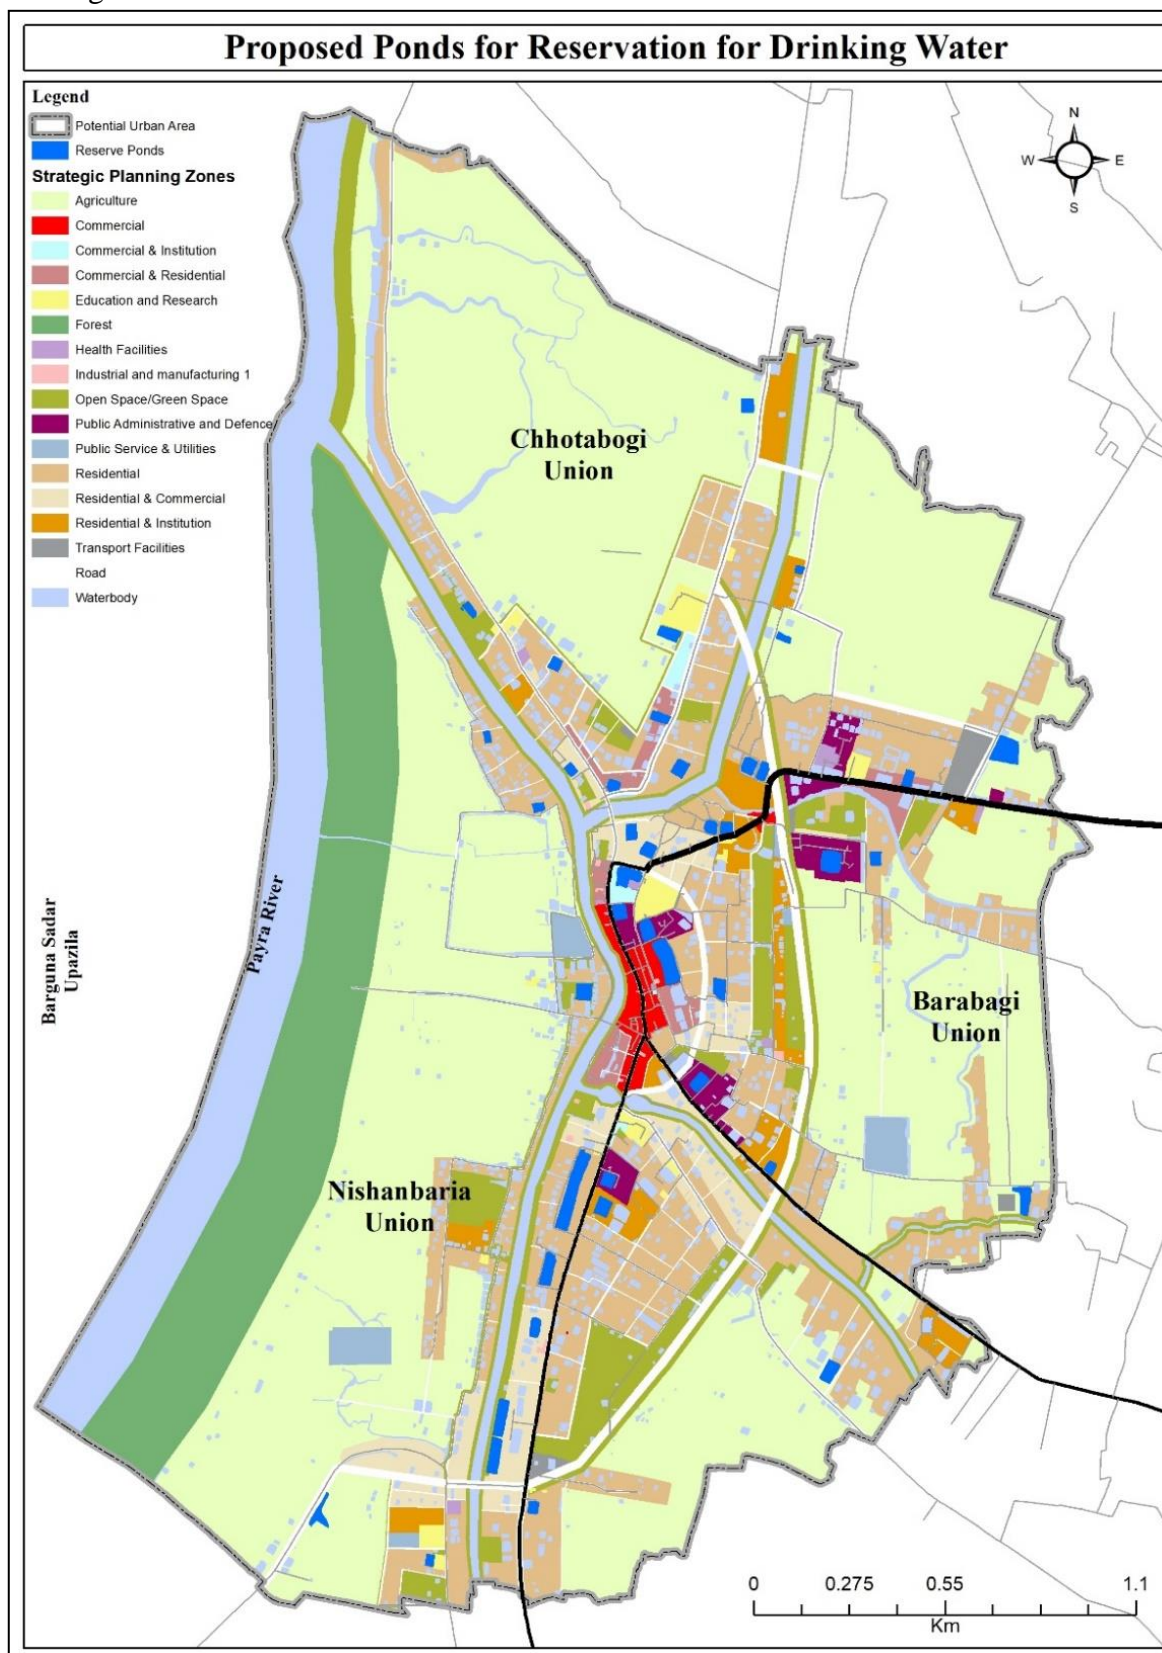 Proposed Ponds for Reservation for Drinking Water
Legend
Potential Urban Area
Reserve Ponds
Strategic Planning Zones
Agriculture
Commercial
Commercial & Institution
Commercial & Residential
Education and Research
Forest
Health Facilities
Industrial and manufacturing 1
Open Space/Green Space
Public Administrative and Defence
Public Service & Utilities
Residential
Residential & Commercial
Residential & Institution
Transport Facilities
Road
Waterbody
N
W
E
S
Chhotabogi
Union
Payra River
Barguna Sadar
Upazila
Barabagi
Union
Nishanbaria
Union
0 0.275 0.55 1.1
Km